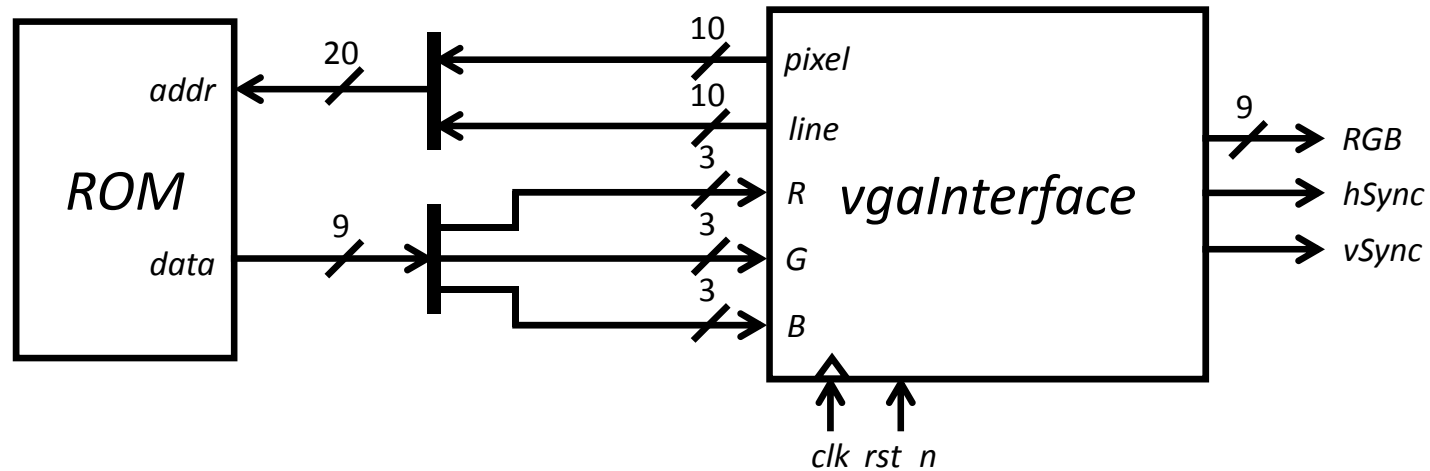 ROM
addr
data
20
9
10
10
3
3
3
pixel
line
R
G
B
vgaInterface
clk rst n
9
RGB
hSync
vSync